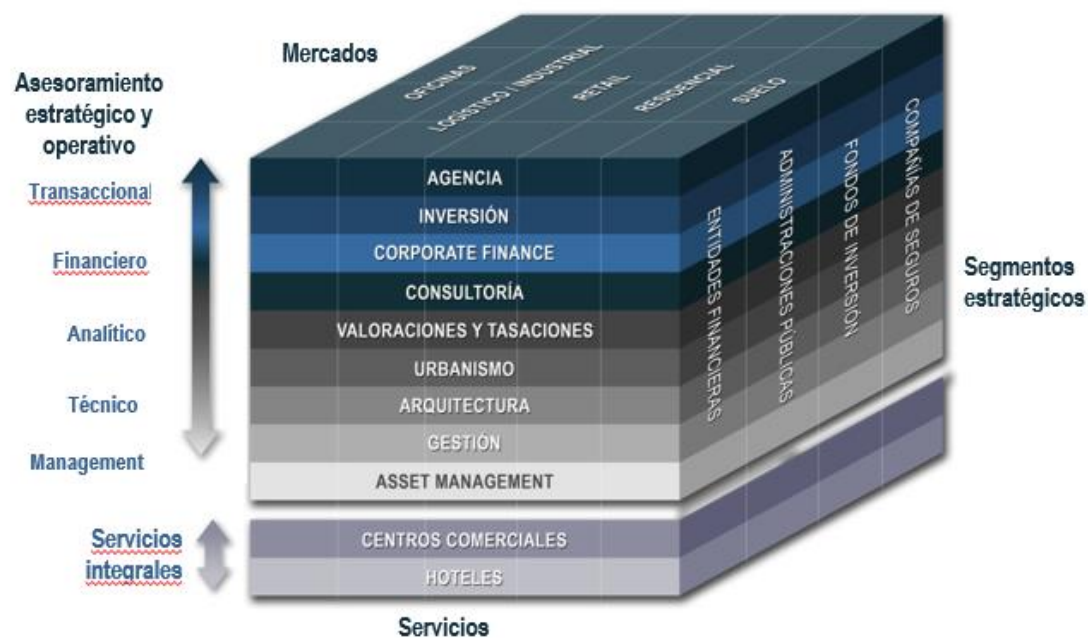 Mercados
Asesoramiento
estratégico y
operativo
Transaccional
Financiero
Analítico
Técnico
Management
Servicios
integrales
OFICINAS
LOGÍSTICO / INDUSTRIAL
RETAIL
RESIDENCIAL
SUELO
AGENCIA
INVERSIÓN
CORPORATE FINANCE
CONSULTORÍA
VALORACIONES Y TASACIONES
URBANISMO
ARQUITECTURA
GESTIÓN
ASSET MANAGEMENT
CENTROS COMERCIALES
HOTELES
ENTIDADES FINANCIERAS
ADMINISTRACIONES PÚBLICAS
FONDOS DE INVERSIÓN
COMPAÑÍAS DE SEGUROS
Segmentos
estratégicos
Servicios